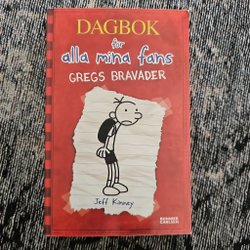 DAGBOK
för
alla mina fans
GREGS BRAVADER
Jeff Kinney
BONNIER
CARLSEN